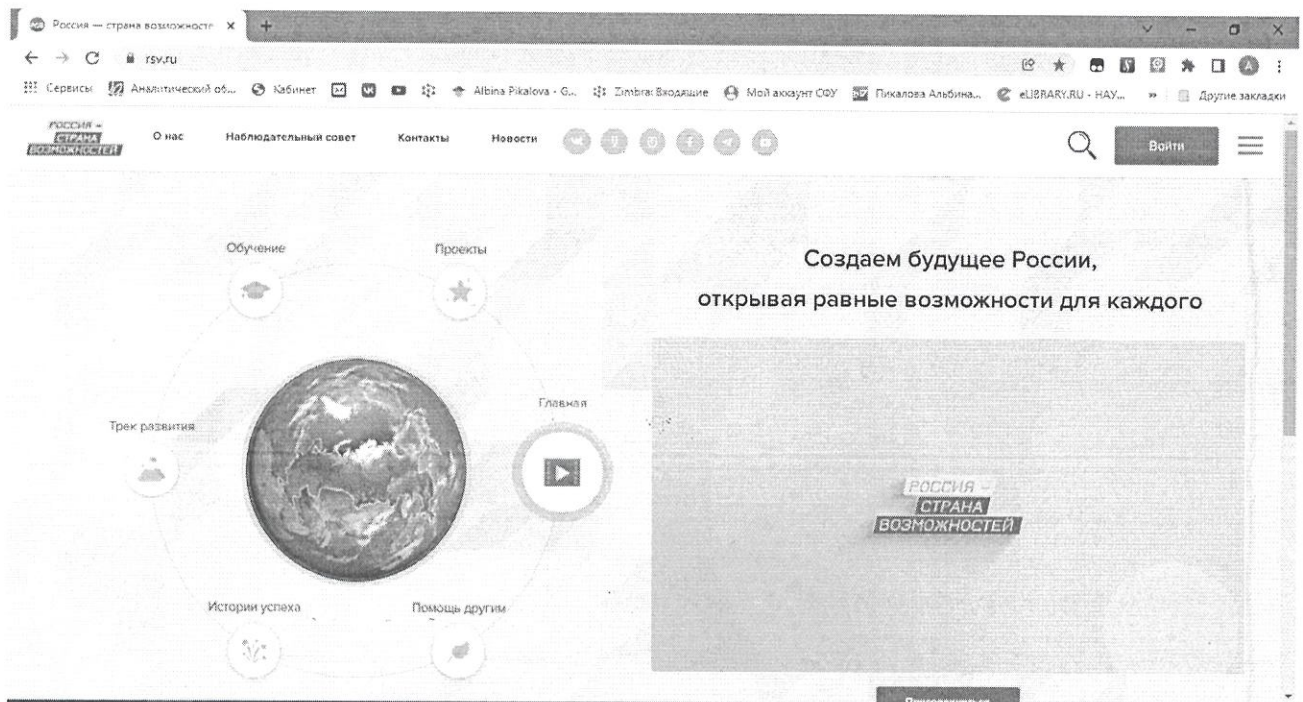 Россия — страна возможносте
rsv.ru
Сервисы Аналитический об... Кабинет Albina Pikalova - G... Zimbra: Входящие Мой аккаунт СФУ Пикалова Альбина... eLIBRARY.RU - НАУ... » Другие закладки
РОССИЯ –
СТРАНА
ВОЗМОЖНОСТЕЙ
О нас Наблюдательный совет Контакты Новости Войти
Обучение Проекты
Создаем будущее России,
открывая равные возможности для каждого
Главная
Трек развития
РОССИЯ –
СТРАНА
ВОЗМОЖНОСТЕЙ
Истории успеха Помощь другим